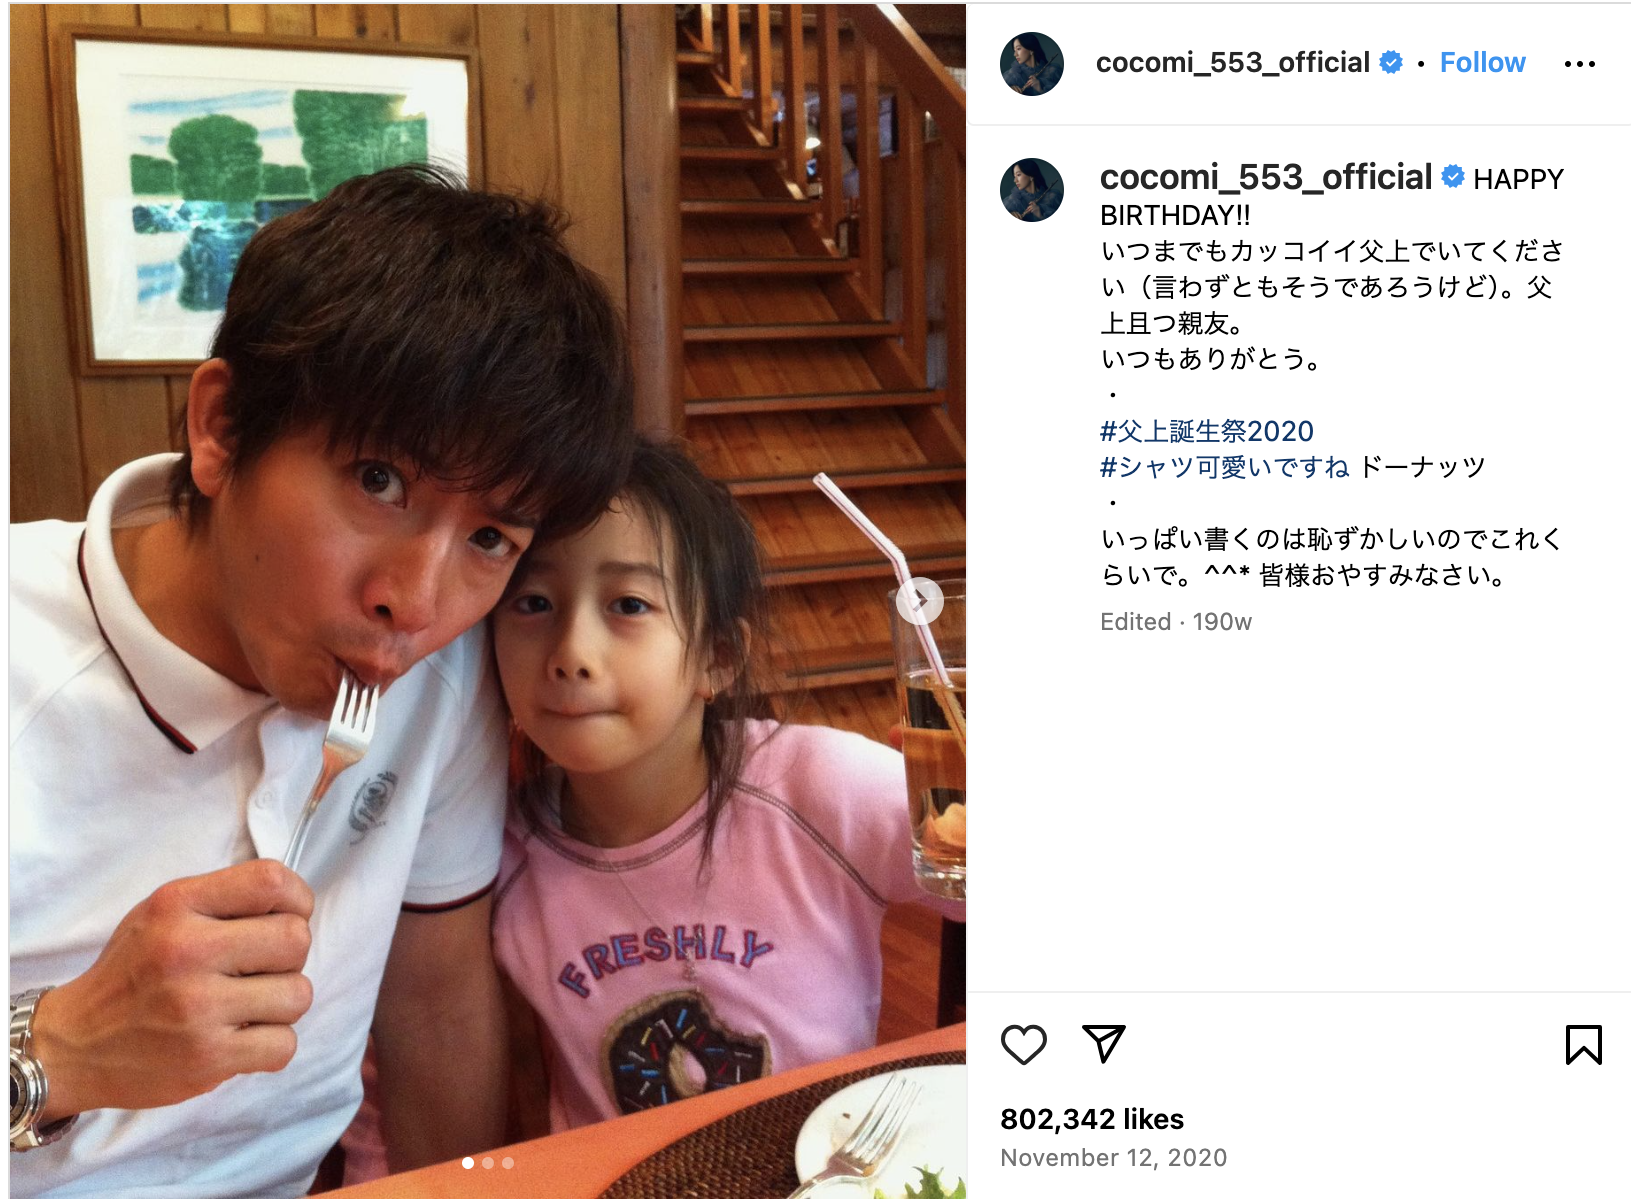 cocomi_553_official • Follow
cocomi_553_official HAPPY
BIRTHDAY!!
いつまでもカッコイイ父上でいてくださ
い（言わずともそうであろうけど）。父
上且つ親友。
いつもありがとう。
・
#父上誕生祭2020
#シャツ可愛いですね ドーナッツ
・
いっぱい書くのは恥ずかしいのでこれく
らいで。^^* 皆様おやすみなさい。
Edited · 190w
FRESHLY
802,342 likes
November 12, 2020